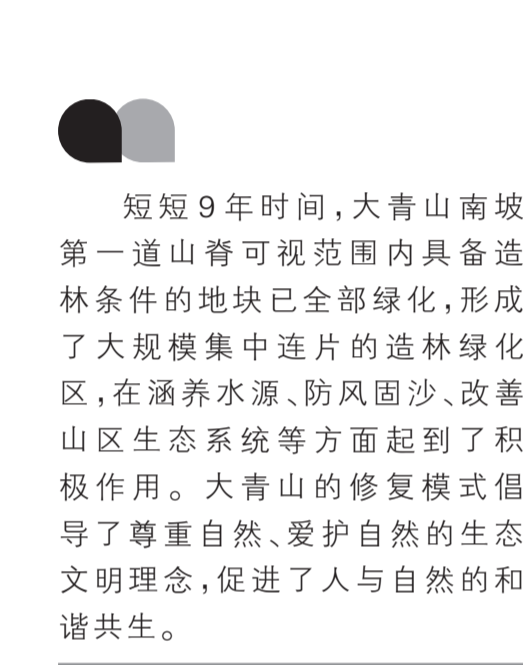 短短9年时间,大青山南坡
第一道山脊可视范围内具备造
林条件的地块已全部绿化,形成
了大规模集中连片的造林绿化
区,在涵养水源、防风固沙、改善
山区生态系统等方面起到了积
极作用。大青山的修复模式倡
导了尊重自然、爱护自然的生态
文明理念,促进了人与自然的和
谐共生。